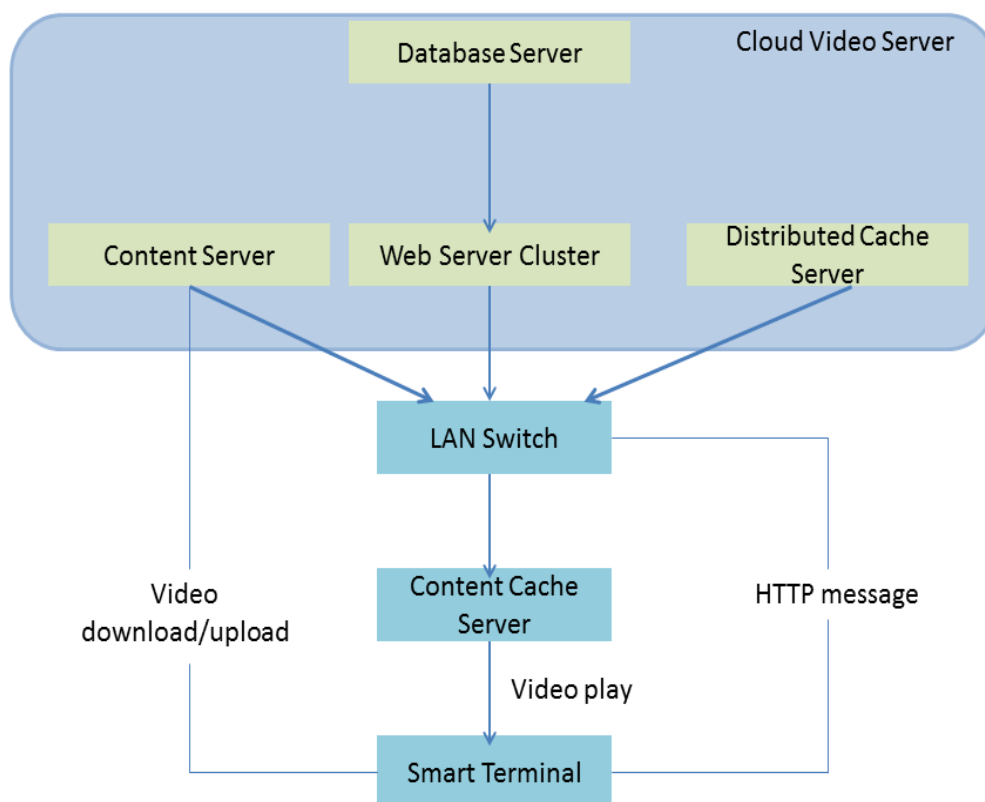 Cloud Video Server
Database Server
Content Server
Web Server Cluster
Distributed Cache
Server
LAN Switch
Content Cache
Server
Video
download/upload
HTTP message
Video play
Smart Terminal